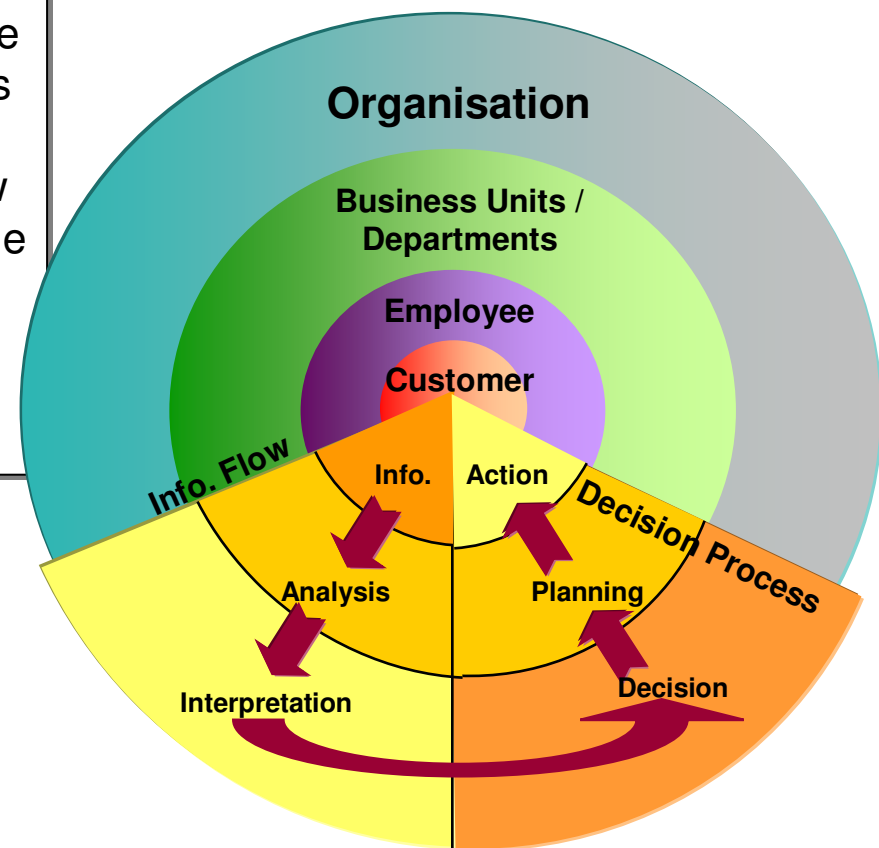 e
s
e
Organisation
Business Units /
Departments
Employee
Customer
Info. Flow
Info.
Action
Decision Process
Analysis
Planning
Interpretation
Decision